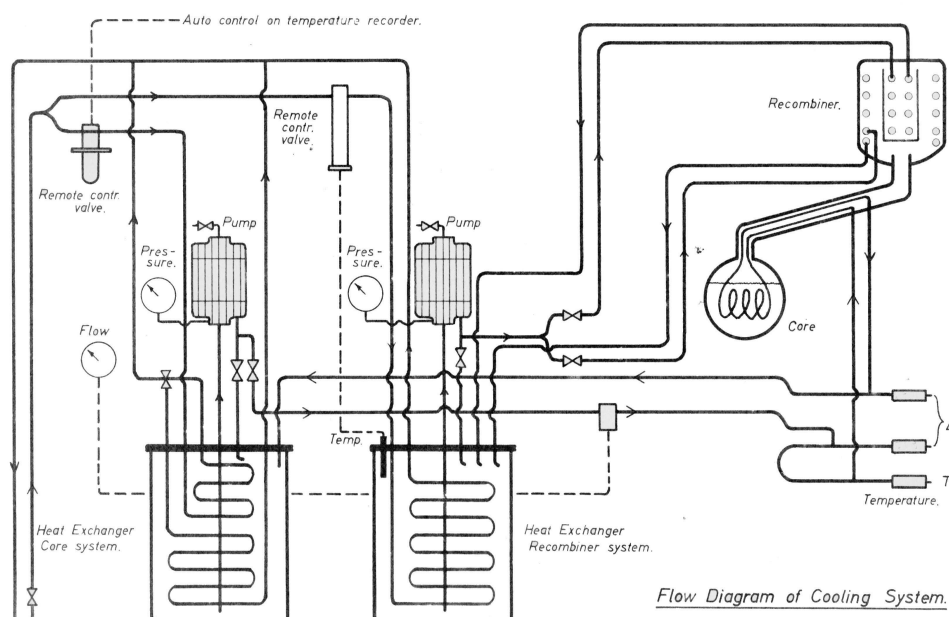 Auto control on temperature recorder.
Remote contr.
valve.
Remote
contr.
valve.
Recombiner.
Pump
Pump
Pres-
sure.
Pres-
sure.
Flow
Core
Temp.
T
Temperature.
Heat Exchanger
Core system.
Heat Exchanger
Recombiner system.
Flow Diagram of Cooling System.